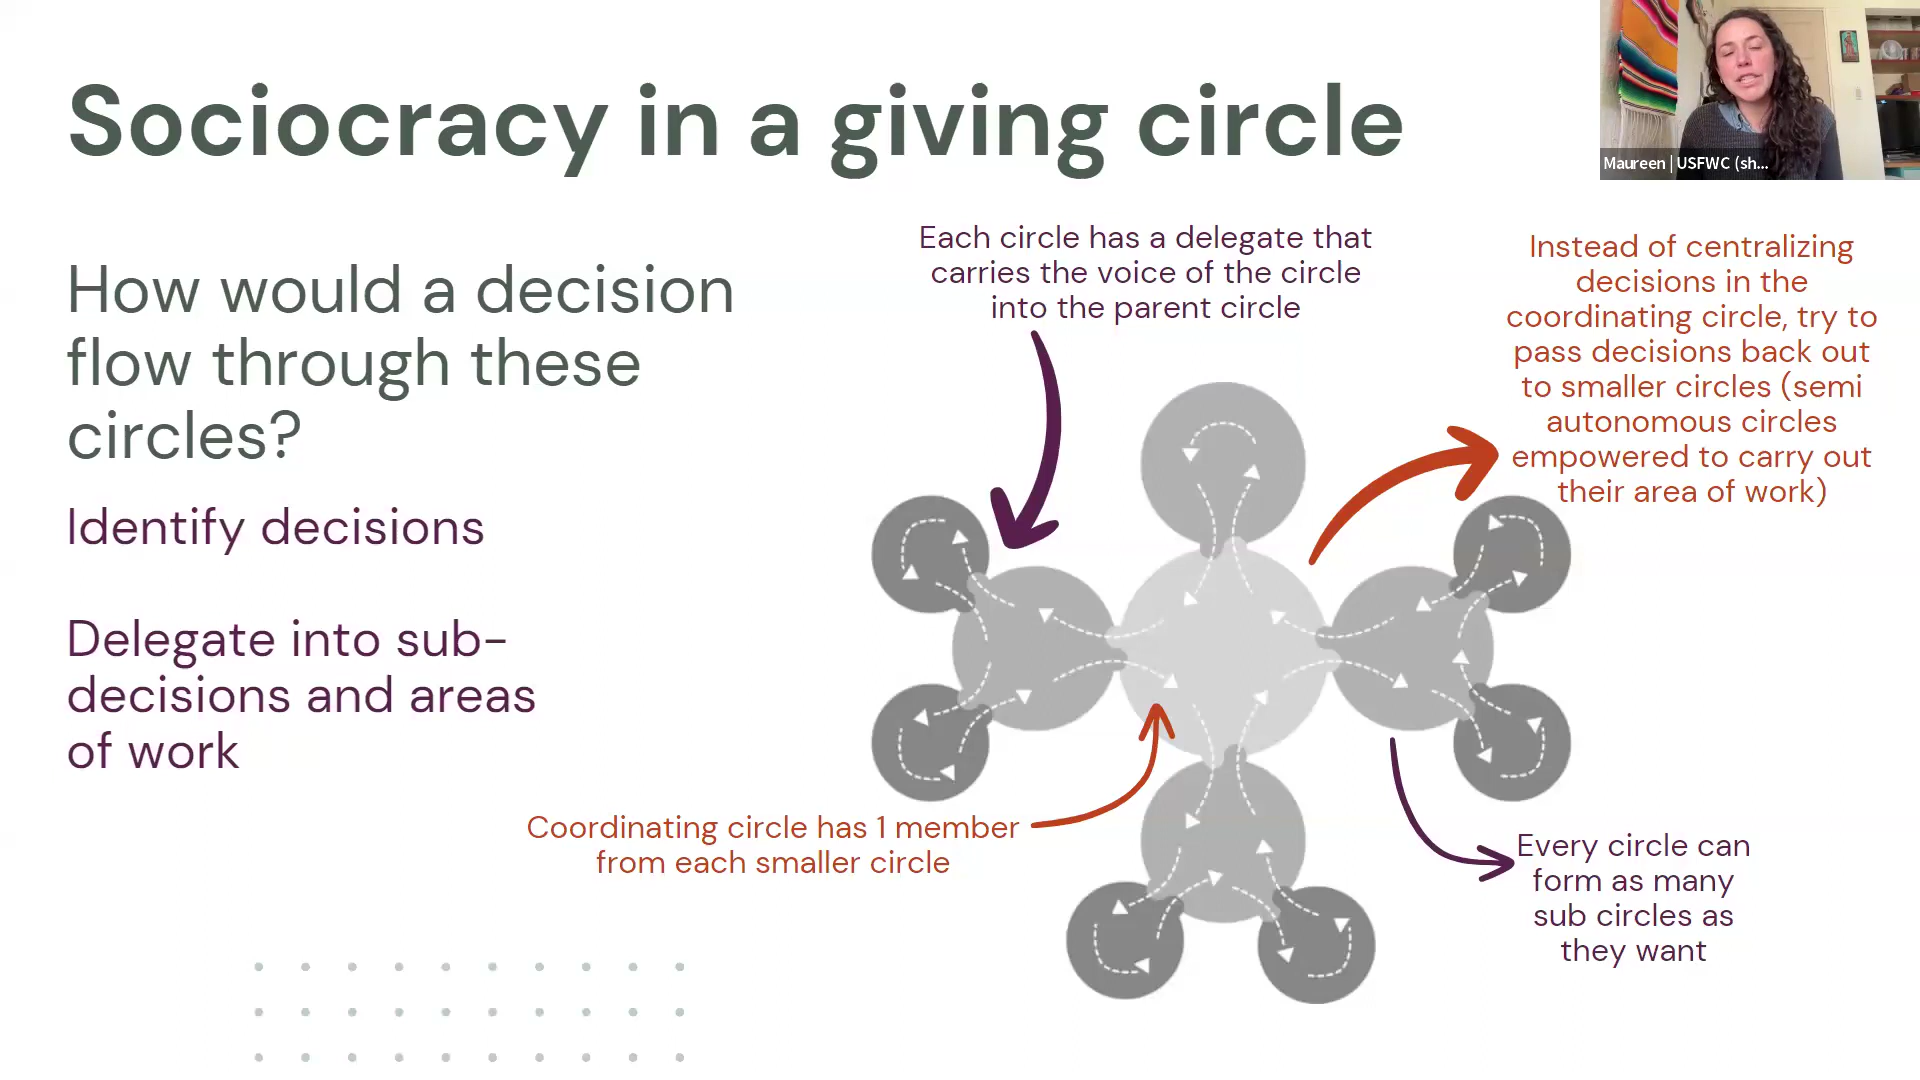 Sociocracy in a giving circle
Maureen | USFWC (sh...
How would a decision
flow through these
circles?
Identify decisions
Delegate into sub-
decisions and areas
of work
Each circle has a delegate that
carries the voice of the circle
into the parent circle
Instead of centralizing
decisions in the
coordinating circle, try to
pass decisions back out
to smaller circles (semi
autonomous circles
empowered to carry out
their area of work)
Coordinating circle has 1 member
from each smaller circle
Every circle can
form as many
sub circles as
they want